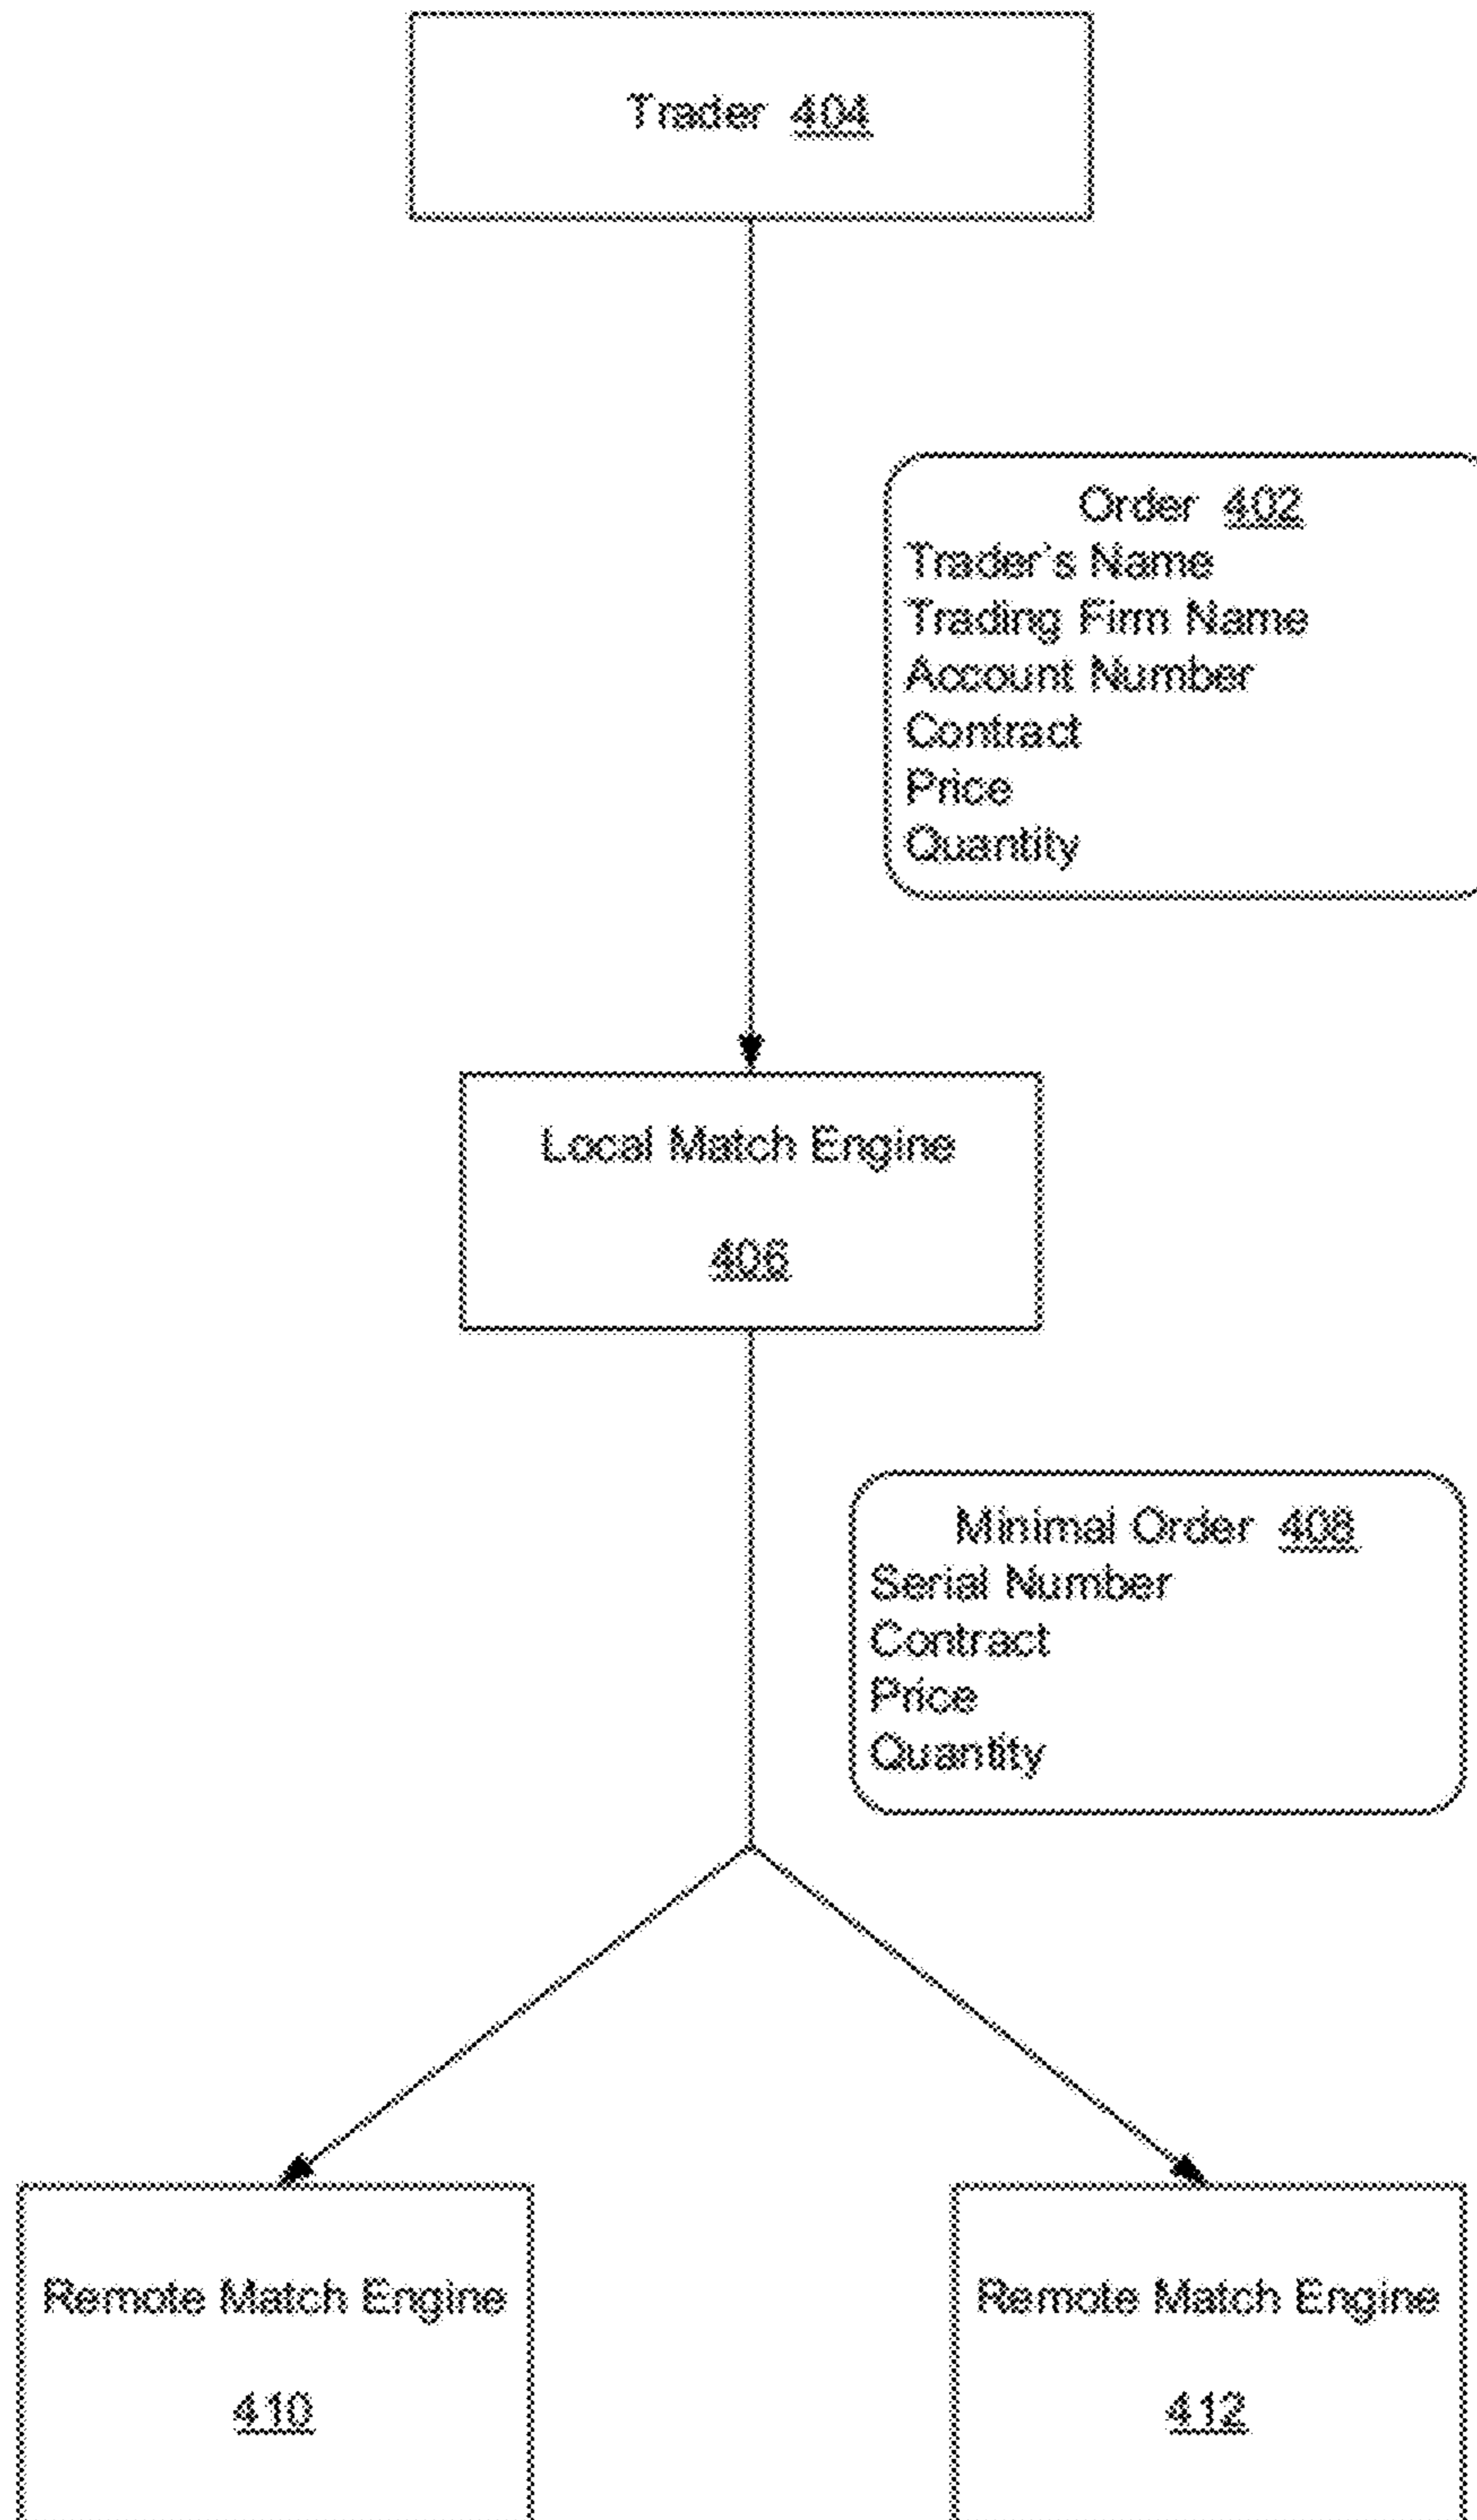 Trader 404
Order 402
Trader's Name
Trading Firm Name
Account Number
Contract
Price
Quantity
Local Match Engine
406
Minimal Order 408
Serial Number
Contract
Price
Quantity
Remote Match Engine
410
Remote Match Engine
412